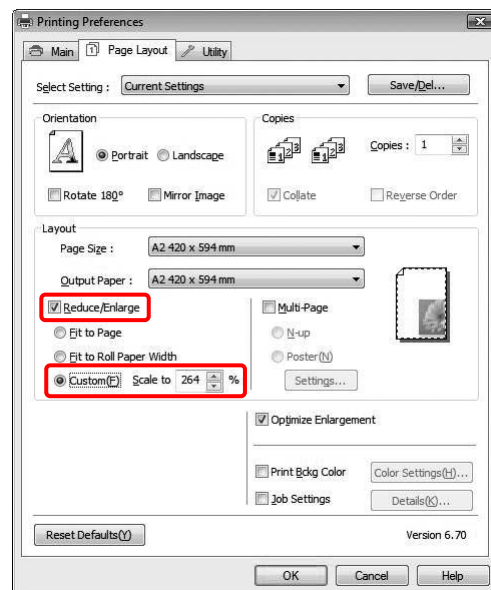 Printing Preferences
Main Page Layout Utility
Select Setting : Current Settings Save/Del...
Orientation Copies
Portrait Landscape Copies : 1
Rotate 180° Mirror Image Collate Reverse Order
Layout
Page Size : A2 420 x 594 mm
Output Paper : A2 420 x 594 mm
Reduce/Enlarge Multi-Page
Fit to Page N-up
Fit to Roll Paper Width Poster(N)
Custom(F) Scale to 264 % Settings...
Optimize Enlargement
Print Bckg Color Color Settings(H)...
Job Settings Details(K)...
Reset Defaults(Y) Version 6.70
OK Cancel Help